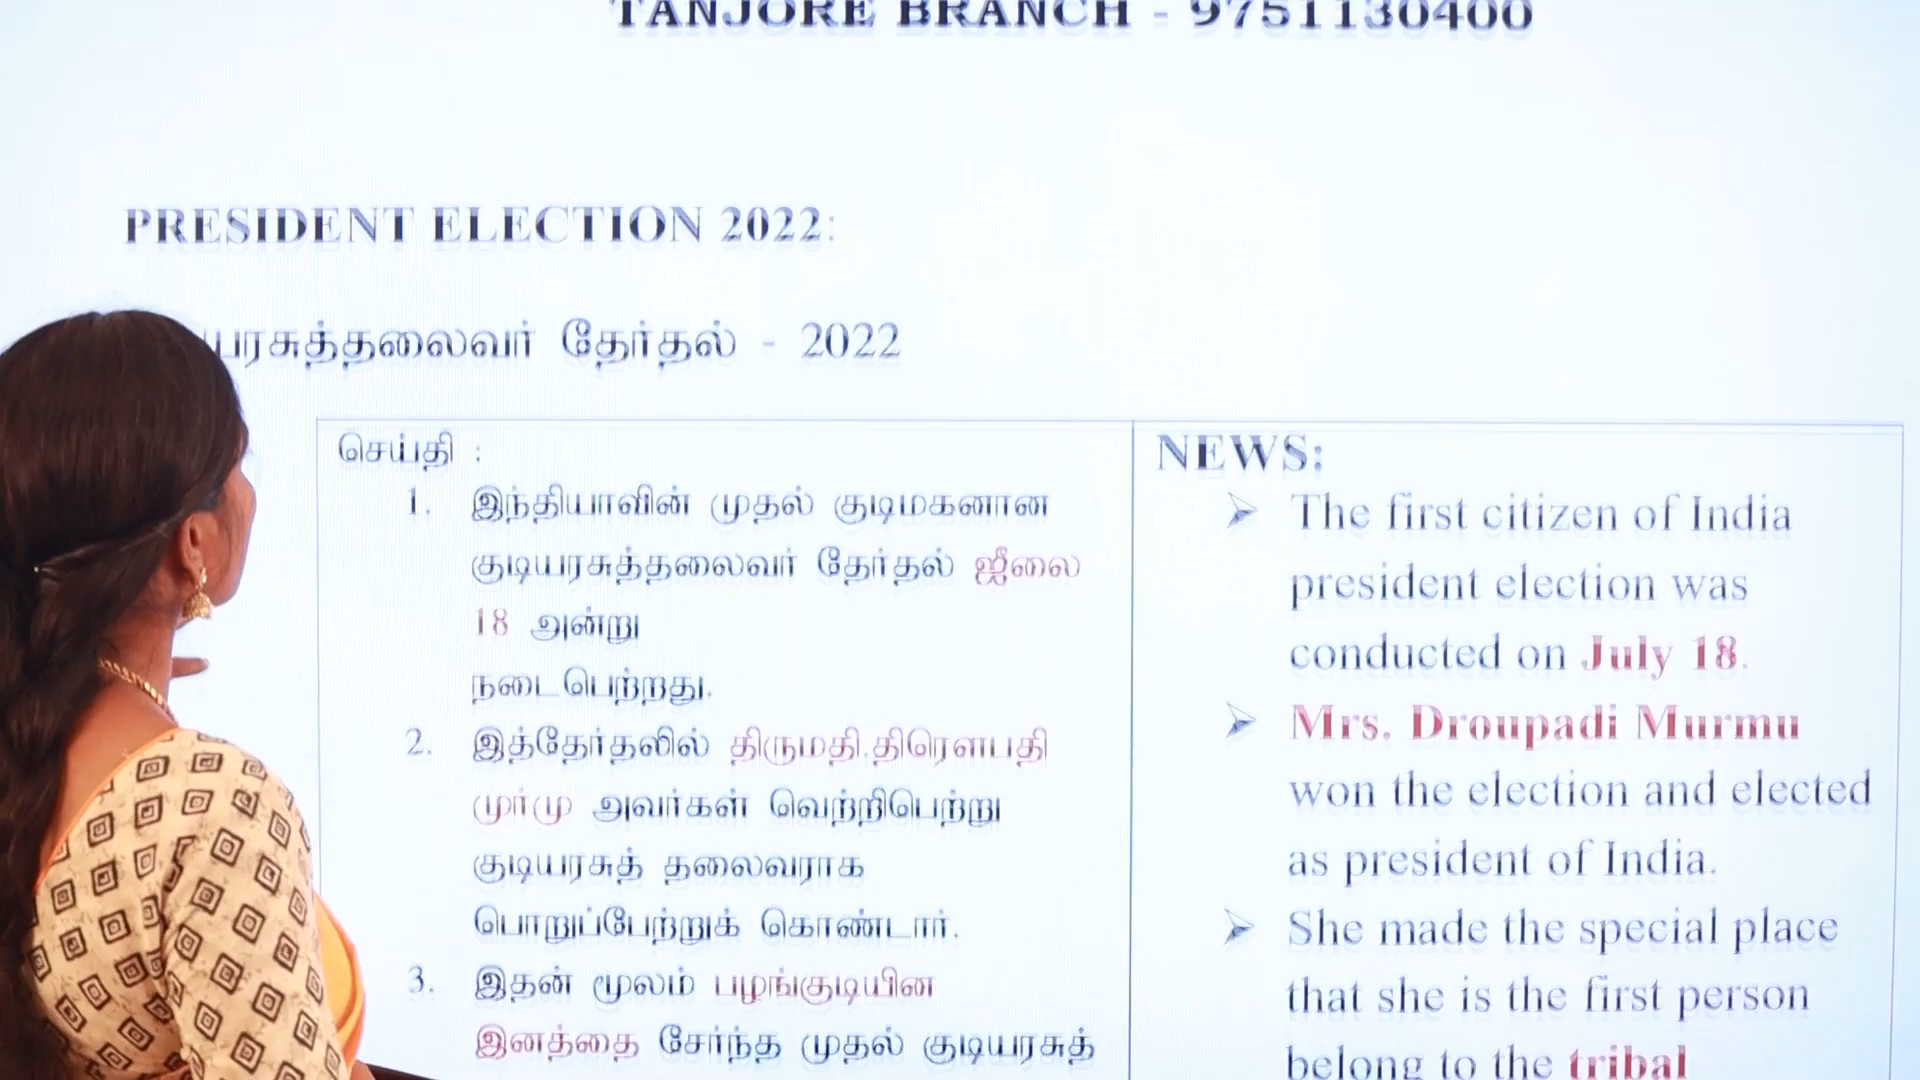 TANJORE BRANCH - 9751130400
PRESIDENT ELECTION 2022:
யரசுத்தலைவர் தேர்தல் - 2022
செய்தி :
1. இந்தியாவின் முதல் குடிமகனான
குடியரசுத்தலைவர் தேர்தல் ஜீலை
18 அன்று
நடைபெற்றது.
2. இத்தேர்தலில் திருமதி.திரௌபதி
முர்மு அவர்கள் வெற்றிபெற்று
குடியரசுத் தலைவராக
பொறுப்பேற்றுக் கொண்டார்.
3. இதன் மூலம் பழங்குடியின
இனத்தை சேர்ந்த முதல் குடியரசுத்
NEWS:
➢ The first citizen of India
president election was
conducted on July 18.
➢ Mrs. Droupadi Murmu
won the election and elected
as president of India.
➢ She made the special place
that she is the first person
belong to the tribal